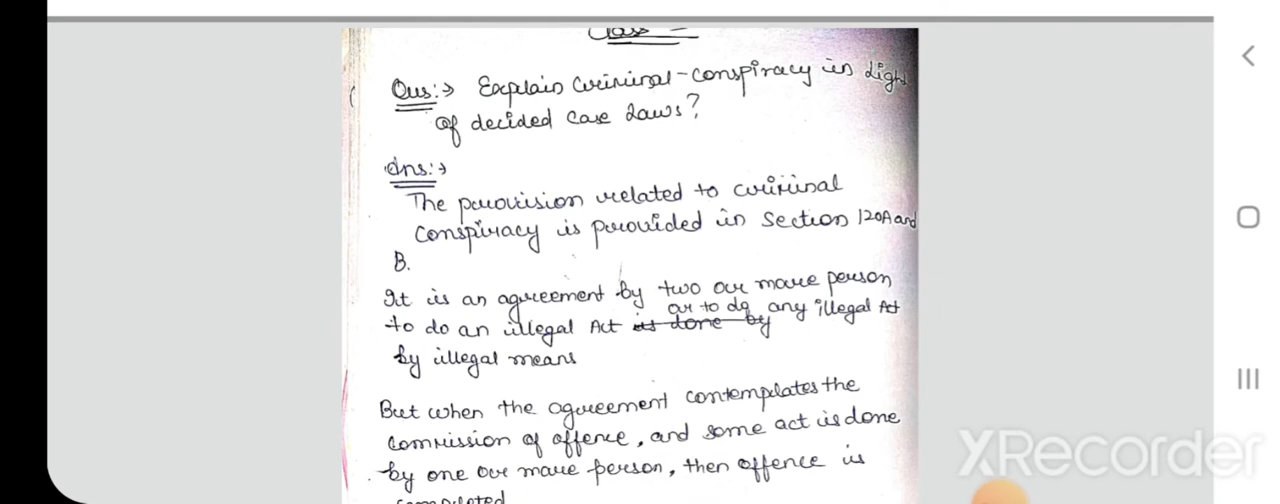 Class -
Ques:→ Explain Criminal-conspiracy in light
of decided case laws?
Ans:→
The provision related to criminal
conspiracy is provided in section 120A and
B.
It is an agreement by two or more person
or to do
to do an illegal Act is done by any illegal Act
by illegal means
But when the agreement contemplates the
commission of offence, and some act is done
by one or more person, then offence is
XRecorder